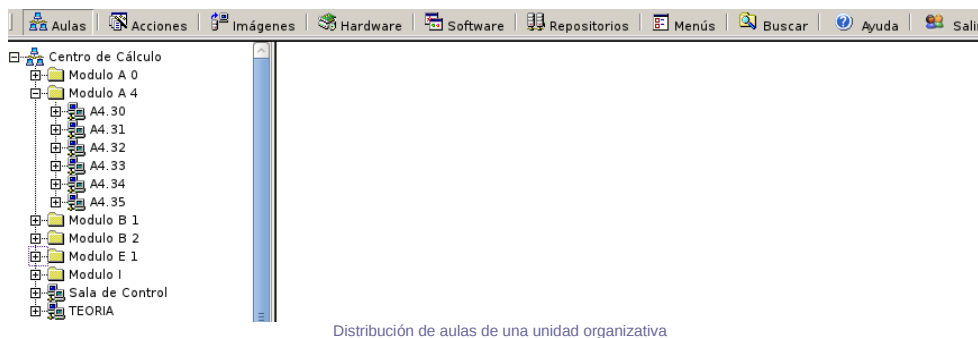 Aulas Acciones Imágenes Hardware Software Repositorios Menús Buscar Ayuda Sali
Centro de Cálculo
Modulo A 0
Modulo A 4
A4.30
A4.31
A4.32
A4.33
A4.34
A4.35
Modulo B 1
Modulo B 2
Modulo E 1
Modulo I
Sala de Control
TEORIA
Distribución de aulas de una unidad organizativa